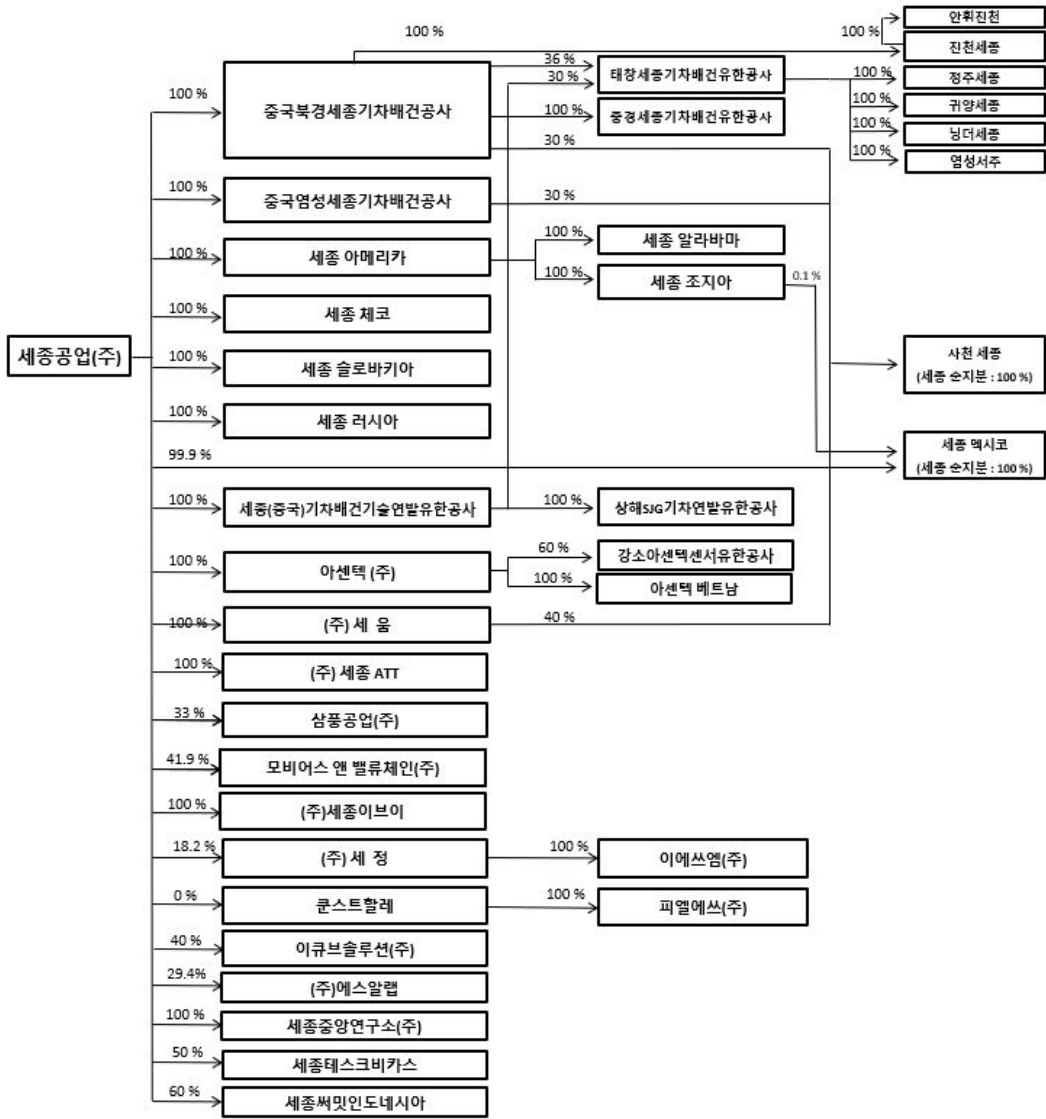 안휘진천
100 %
100 %
진천세종
36 %
100 %
30 %
태창세종기차배건유한공사
100 %
정주세종
중국북경세종기차배건공사
100 %
귀양세종
100 %
중경세종기차배건유한공사
100 %
닝더세종
30 %
100 %
염성서주
100 %
중국염성세종기차배건공사
30 %
100 %
세종 아메리카
100 %
세종 알라바마
100 %
세종 조지아
0.1 %
100 %
세종 체코
세종공업(주)
100 %
세종 슬로바키아
사천 세종
(세종 순지분 : 100 %)
100 %
세종 러시아
99.9 %
세종 멕시코
(세종 순지분 : 100 %)
100 %
세종(중국)기차배건기술연발유한공사
100 %
상해SJG기차연발유한공사
100 %
아센텍 (주)
60 %
강소아센텍센서유한공사
100 %
아센텍 베트남
100 %
(주) 세 움
40 %
100 %
(주) 세종 ATT
33 %
삼풍공업(주)
41.9 %
모비어스 앤 밸류체인(주)
100 %
(주)세종이브이
18.2 %
(주) 세 정
100 %
이에쓰엠(주)
0 %
쿤스트할레
100 %
피엘에쓰(주)
40 %
이큐브솔루션(주)
29.4%
(주)에스알랩
100 %
세종중앙연구소(주)
50 %
세종테스크비카스
60 %
세종써밋인도네시아